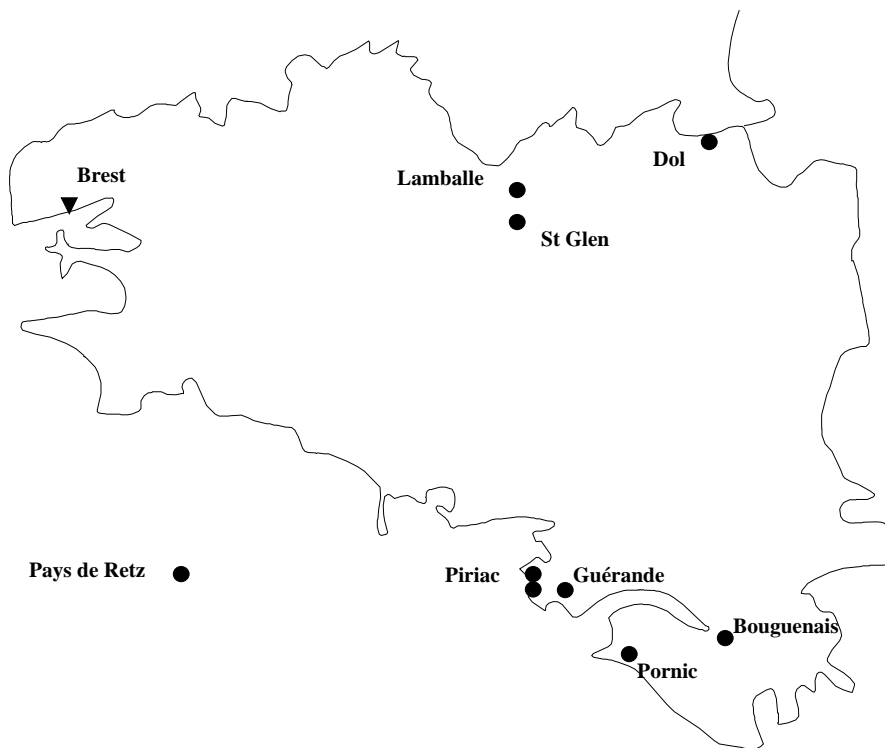 Dol
Brest
Lamballe
St Glen
Pays de Retz
Piriac
Guérande
Bouguenais
Pornic